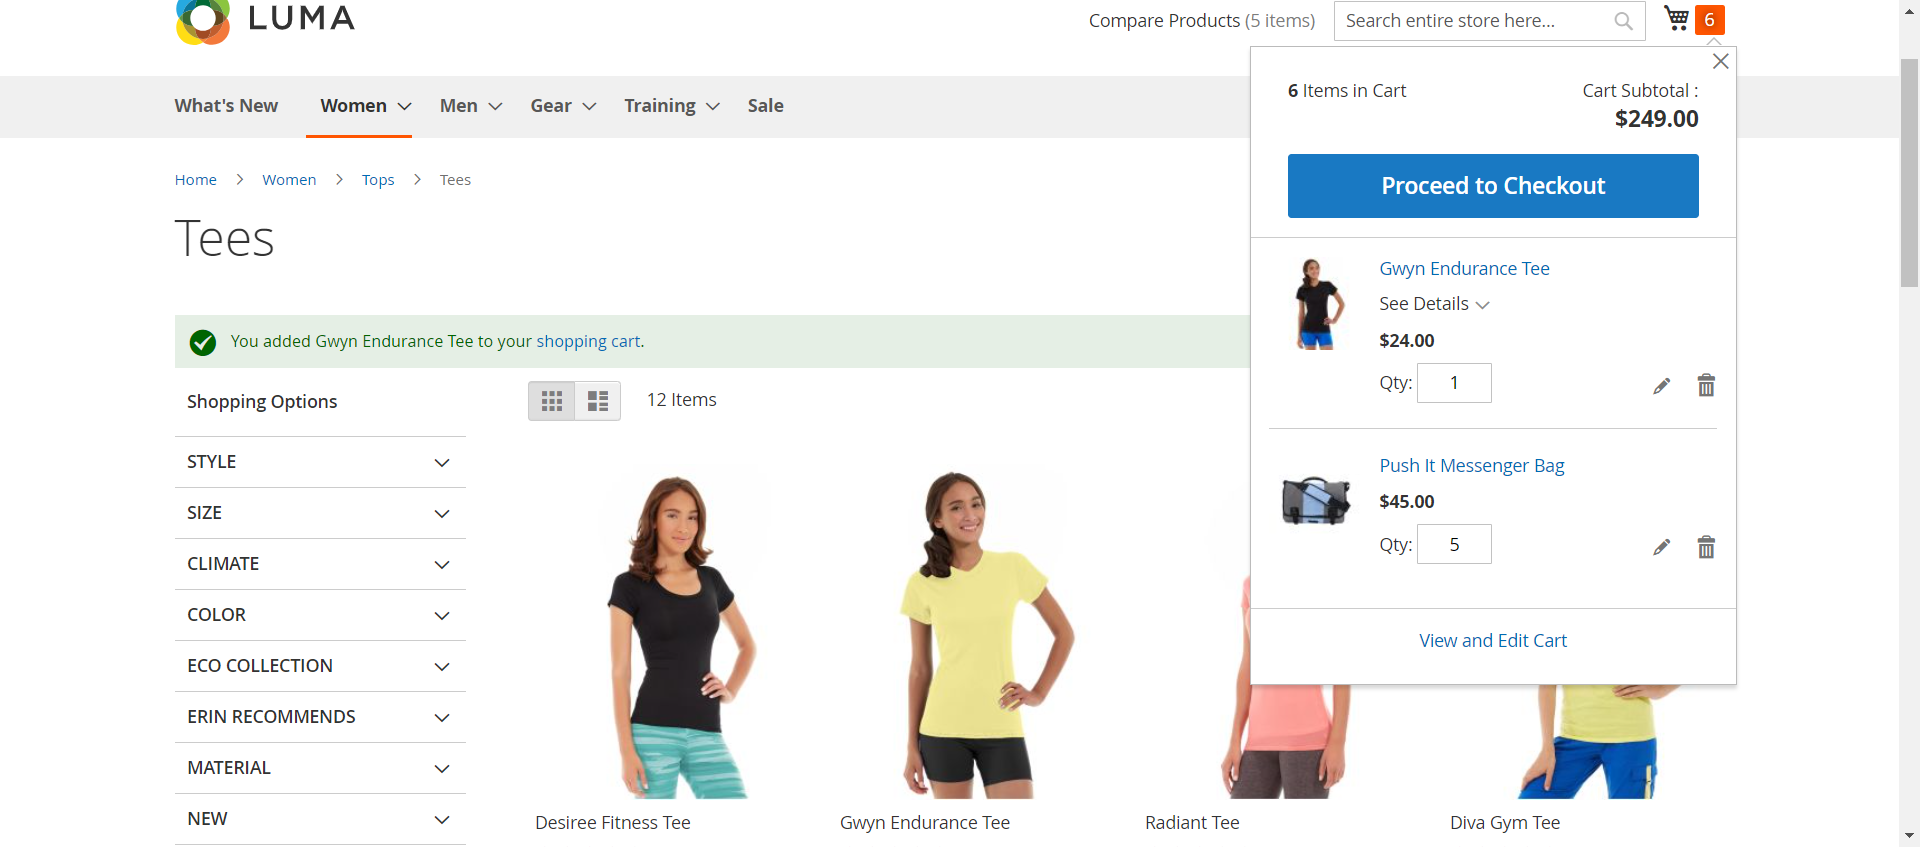 LUMA
Compare Products (5 items)
Search entire store here...
6
What's New
Women
Men
Gear
Training
Sale
6 Items in Cart
Cart Subtotal :
$249.00
Proceed to Checkout
Home
Women
Tops
Tees
Tees
Gwyn Endurance Tee
See Details
$24.00
Qty: 1
You added Gwyn Endurance Tee to your shopping cart.
Shopping Options
12 Items
STYLE
SIZE
CLIMATE
COLOR
ECO COLLECTION
ERIN RECOMMENDS
MATERIAL
NEW
Push It Messenger Bag
$45.00
Qty: 5
View and Edit Cart
Desiree Fitness Tee
Gwyn Endurance Tee
Radiant Tee
Diva Gym Tee